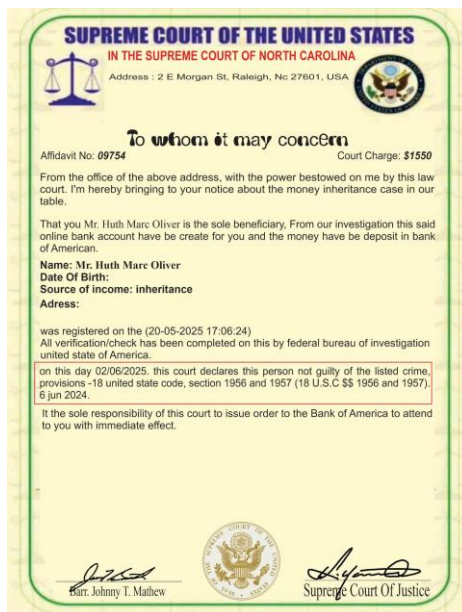 SUPREME COURT OF THE UNITED STATES
IN THE SUPREME COURT OF NORTH CAROLINA
Address : 2 E Morgan St, Raleigh, Nc 27601, USA
To whom it may concern
Affidavit No: 09754 Court Charge: $1550
From the office of the above address, with the power bestowed on me by this law
court. I'm hereby bringing to your notice about the money inheritance case in our
table.
That you Mr. Huth Marc Oliver is the sole beneficiary, From our investigation this said
online bank account have be create for you and the money have be deposit in bank
of American.
Name: Mr. Huth Marc Oliver
Date Of Birth:
Source of income: inheritance
Adress:
was registered on the (20-05-2025 17:06:24)
All verification/check has been completed on this by federal bureau of investigation
united state of America.
on this day 02/06/2025. this court declares this person not guilty of the listed crime,
provisions -18 united state code, section 1956 and 1957 (18 U.S.C $$ 1956 and 1957).
6 jun 2024.
It the sole responsibility of this court to issue order to the Bank of America to attend
to you with immediate effect.
Barr. Johnny T. Mathew
Supreme Court Of Justice